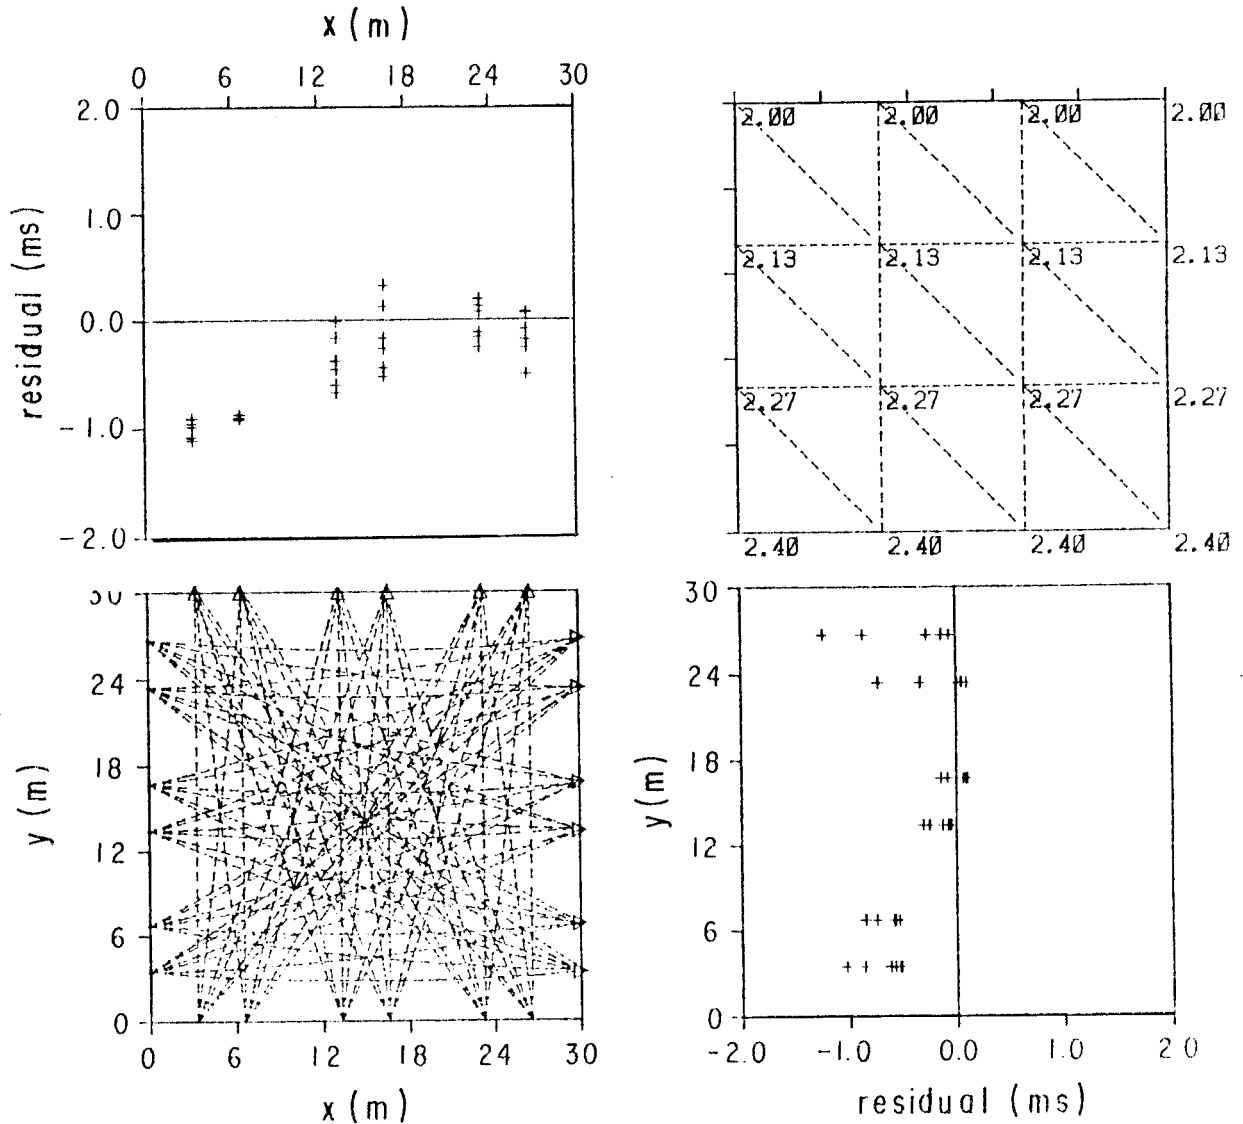 x (m)
0 6 12 18 24 30
2.0
1.0
0.0
-1.0
-2.0
residual (ms)
2.00 2.00 2.00 2.00
2.13 2.13 2.13 2.13
2.27 2.27 2.27 2.27
2.40 2.40 2.40 2.40
30
24
18
12
6
0
y (m)
0 6 12 18 24 30
x (m)
30
24
18
12
6
0
y (m)
-2.0 -1.0 0.0 1.0 2.0
residual (ms)